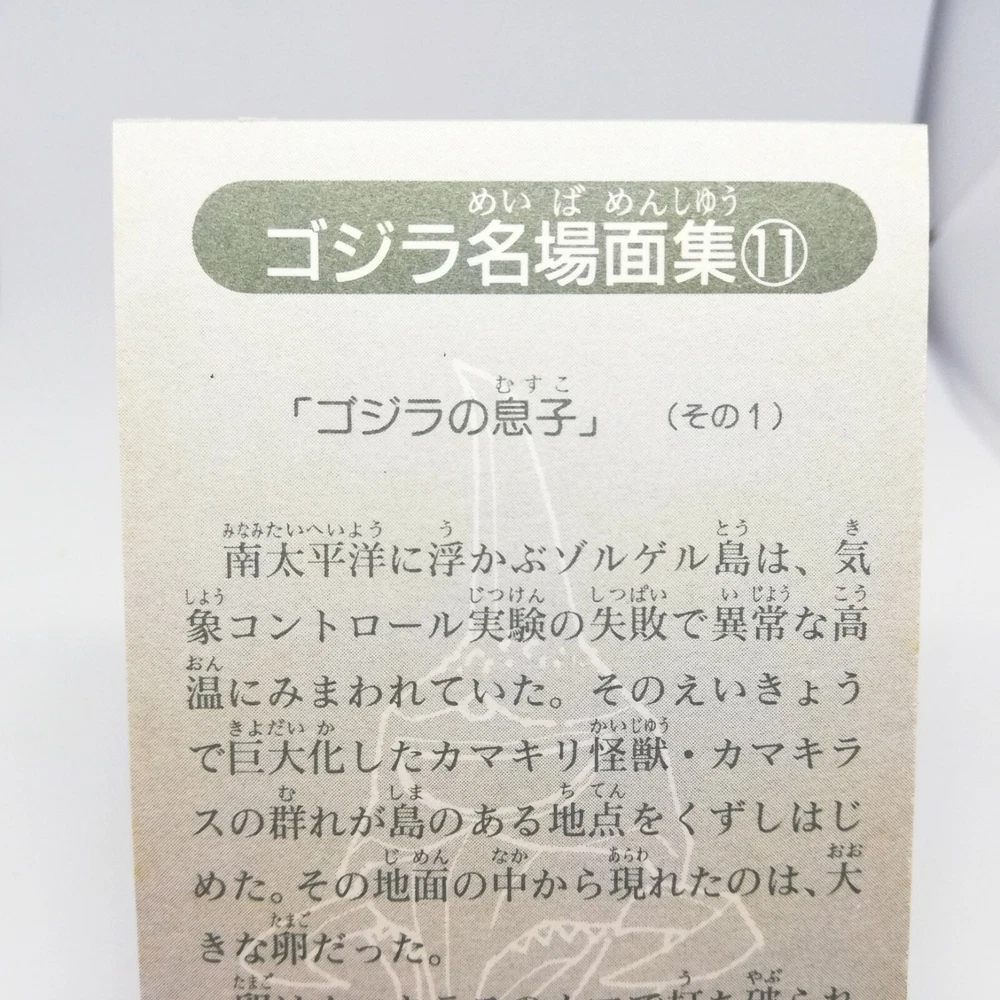 ゴジラ名場面集⑪
「ゴジラの息子」 （その1）
南太平洋に浮かぶゾルゲル島は、気
象コントロール実験の失敗で異常な高
温にみまわれていた。そのえいきょう
で巨大化したカマキリ怪獣・カマキラ
スの群れが島のある地点をくずしはじ
めた。その地面の中から現れたのは、大
きな卵だった。